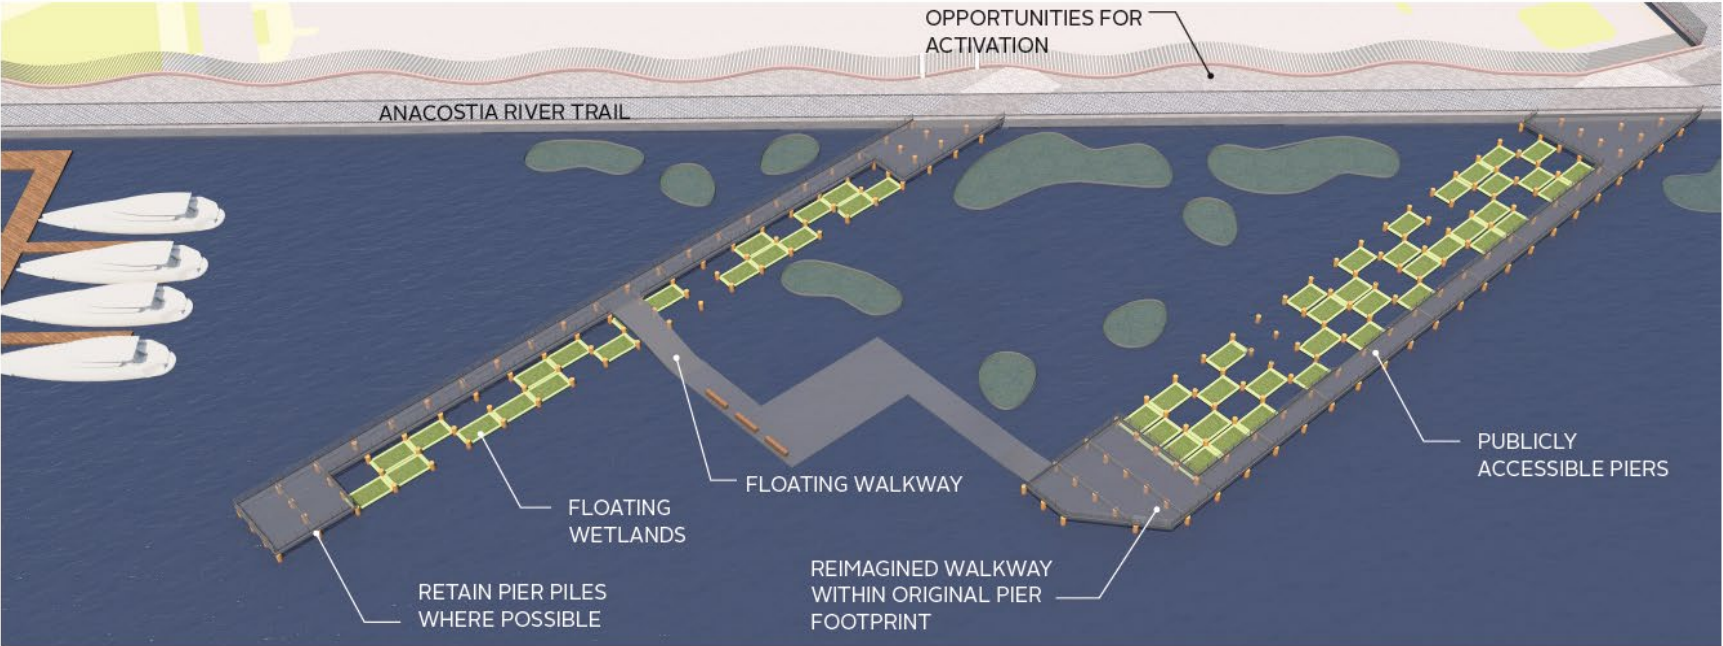 OPPORTUNITIES FOR
ACTIVATION
ANACOSTIA RIVER TRAIL
PUBLICLY
ACCESSIBLE PIERS
FLOATING WALKWAY
FLOATING
WETLANDS
REIMAGINED WALKWAY
WITHIN ORIGINAL PIER
FOOTPRINT
RETAIN PIER PILES
WHERE POSSIBLE